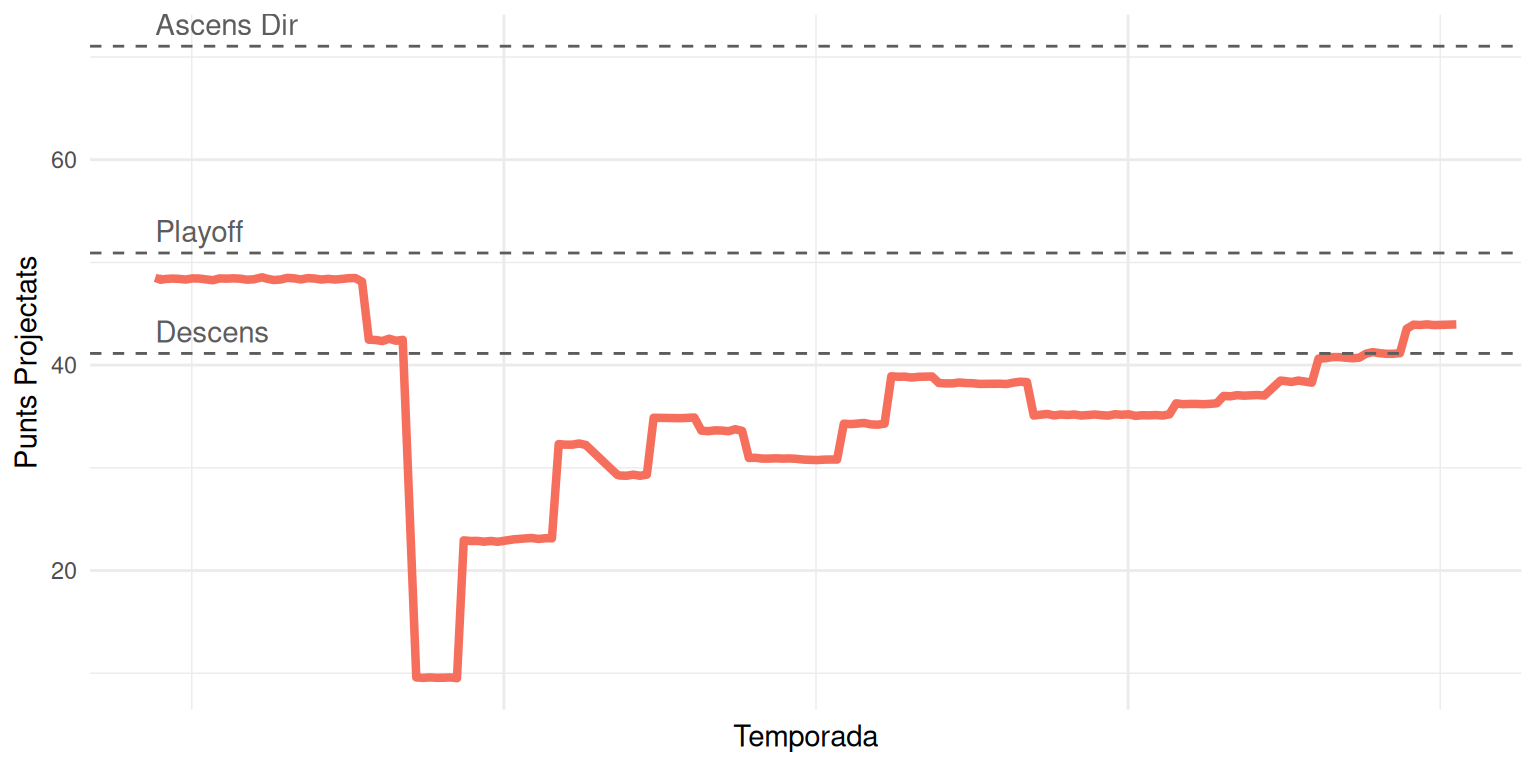 Ascens Dir
60
Playoff
Descens
40
20
Punts Projectats
Temporada